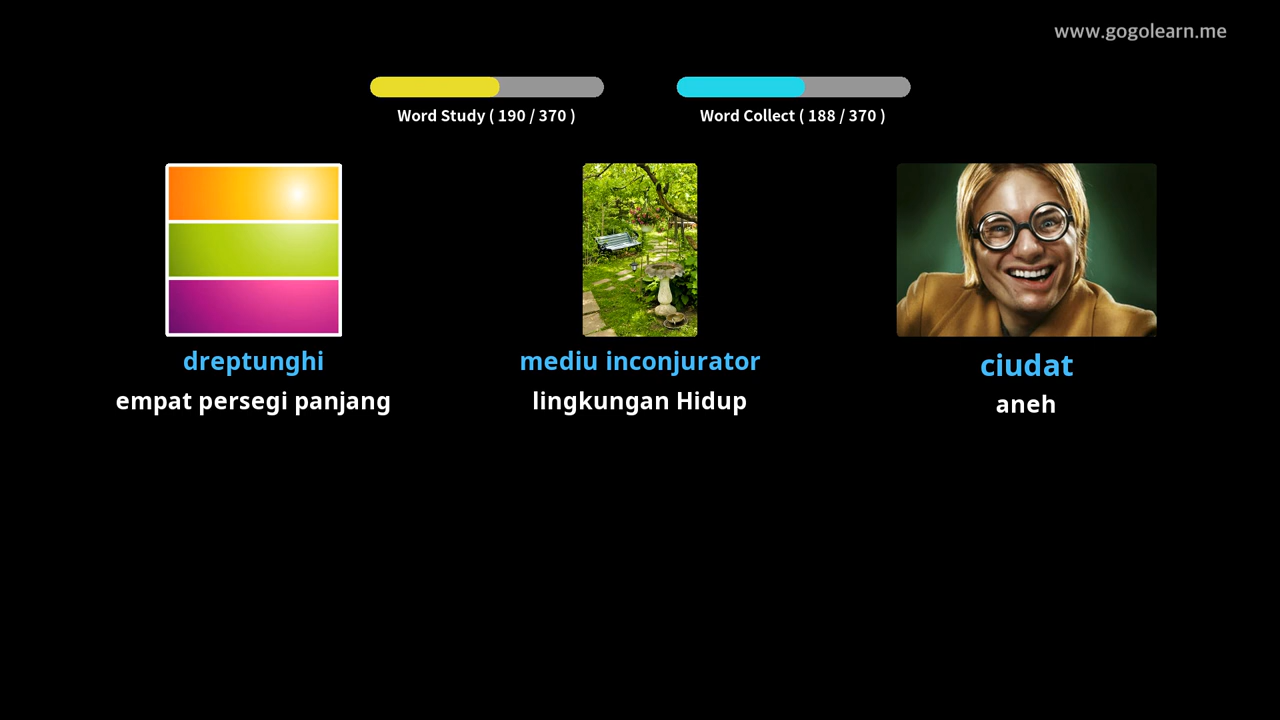 www.gogolearn.me
Word Study ( 190 / 370 )
Word Collect ( 188 / 370 )
dreptunghi
empat persegi panjang
mediu inconjurator
lingkungan Hidup
ciudat
aneh